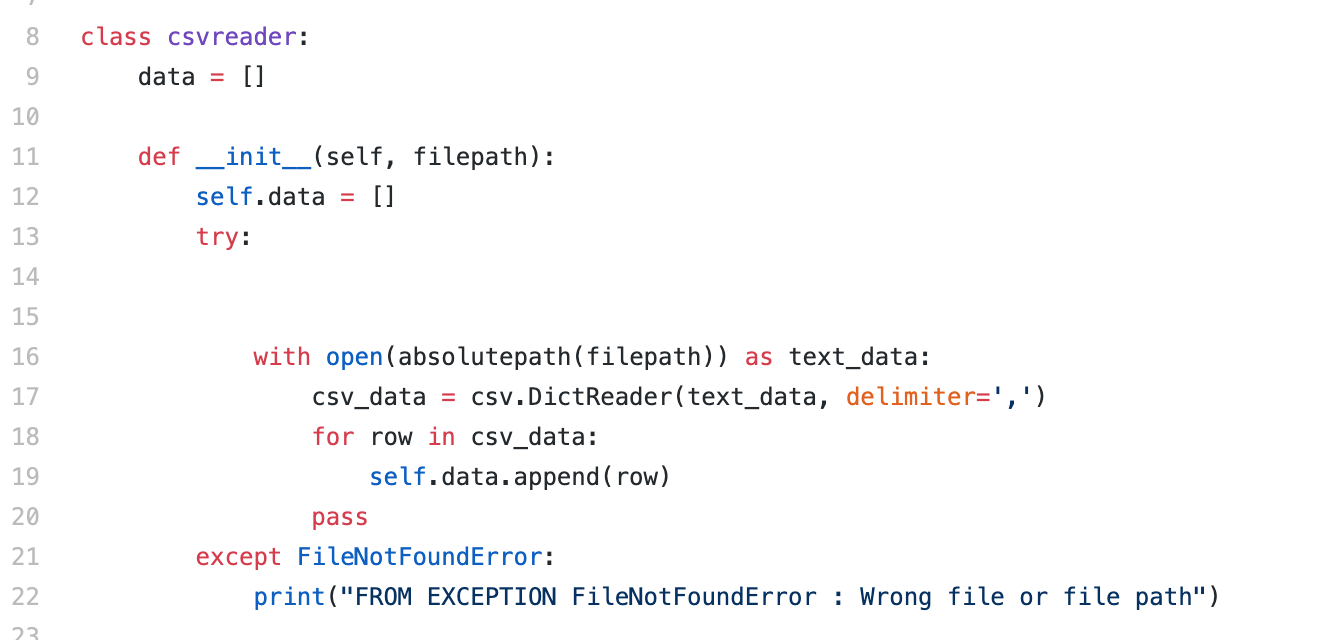 8 class csvreader:
9     data = []
10
11     def __init__(self, filepath):
12         self.data = []
13         try:
14
15
16             with open(absolutepath(filepath)) as text_data:
17                 csv_data = csv.DictReader(text_data, delimiter=',')
18                 for row in csv_data:
19                     self.data.append(row)
20                 pass
21         except FileNotFoundError:
22             print("FROM EXCEPTION FileNotFoundError : Wrong file or file path")
23